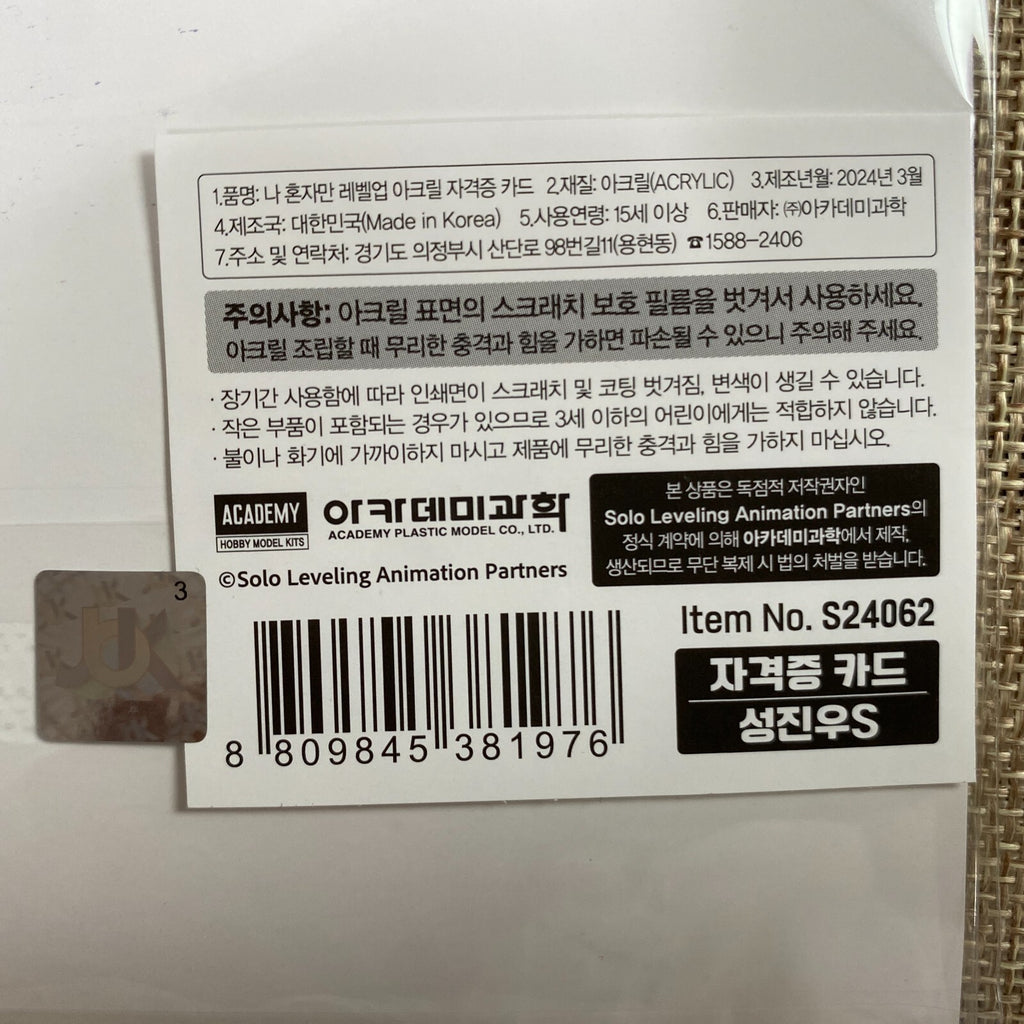 1.품명: 나 혼자만 레벨업 아크릴 자격증 카드 2.재질: 아크릴(ACRYLIC) 3.제조년월: 2024년 3월
4.제조국: 대한민국(Made in Korea) 5.사용연령: 15세 이상 6.판매자: ㈜아카데미과학
7.주소 및 연락처: 경기도 의정부시 산단로 98번길11(용현동) ☎1588-2406
주의사항: 아크릴 표면의 스크래치 보호 필름을 벗겨서 사용하세요.
아크릴 조립할 때 무리한 충격과 힘을 가하면 파손될 수 있으니 주의해 주세요.
· 장기간 사용함에 따라 인쇄면이 스크래치 및 코팅 벗겨짐, 변색이 생길 수 있습니다.
· 작은 부품이 포함되는 경우가 있으므로 3세 이하의 어린이에게는 적합하지 않습니다.
· 불이나 화기에 가까이하지 마시고 제품에 무리한 충격과 힘을 가하지 마십시오.
ACADEMY
HOBBY MODEL KITS
아카데미과학
ACADEMY PLASTIC MODEL CO., LTD.
©Solo Leveling Animation Partners
본 상품은 독점적 저작권자인
Solo Leveling Animation Partners의
정식 계약에 의해 아카데미과학에서 제작,
생산되므로 무단 복제 시 법의 처벌을 받습니다.
3
Item No. S24062
자격증 카드
성진우S
8 809845 381976